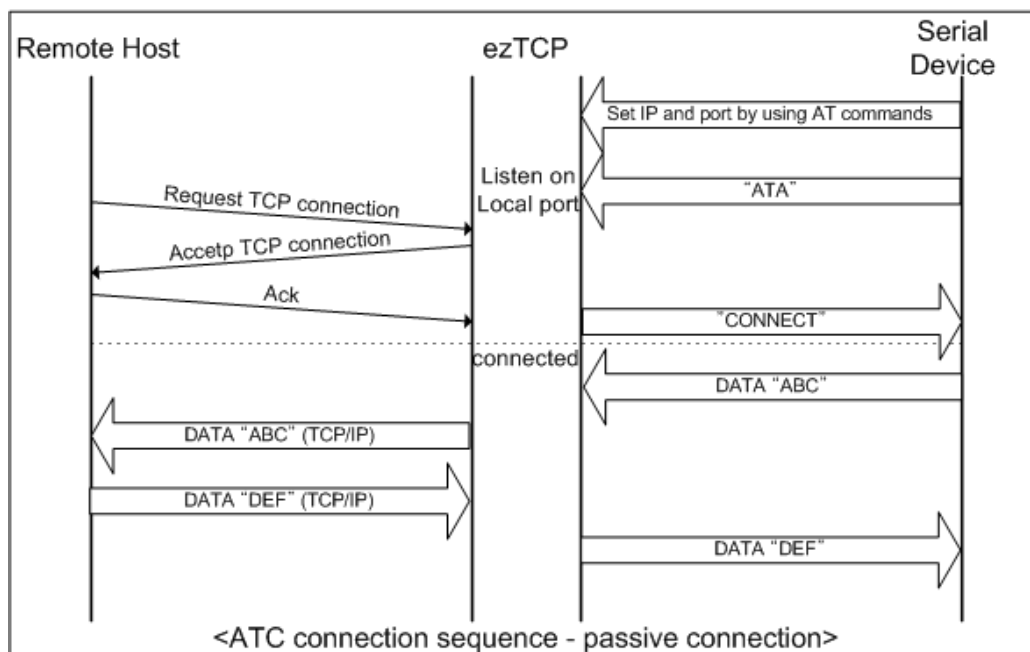 Remote Host
ezTCP
Serial
Device
Set IP and port by using AT commands
Listen on
Local port
"ATA"
Request TCP connection
Accetp TCP connection
Ack
"CONNECT"
connected
DATA "ABC"
DATA "ABC" (TCP/IP)
DATA "DEF" (TCP/IP)
DATA "DEF"
<ATC connection sequence - passive connection>